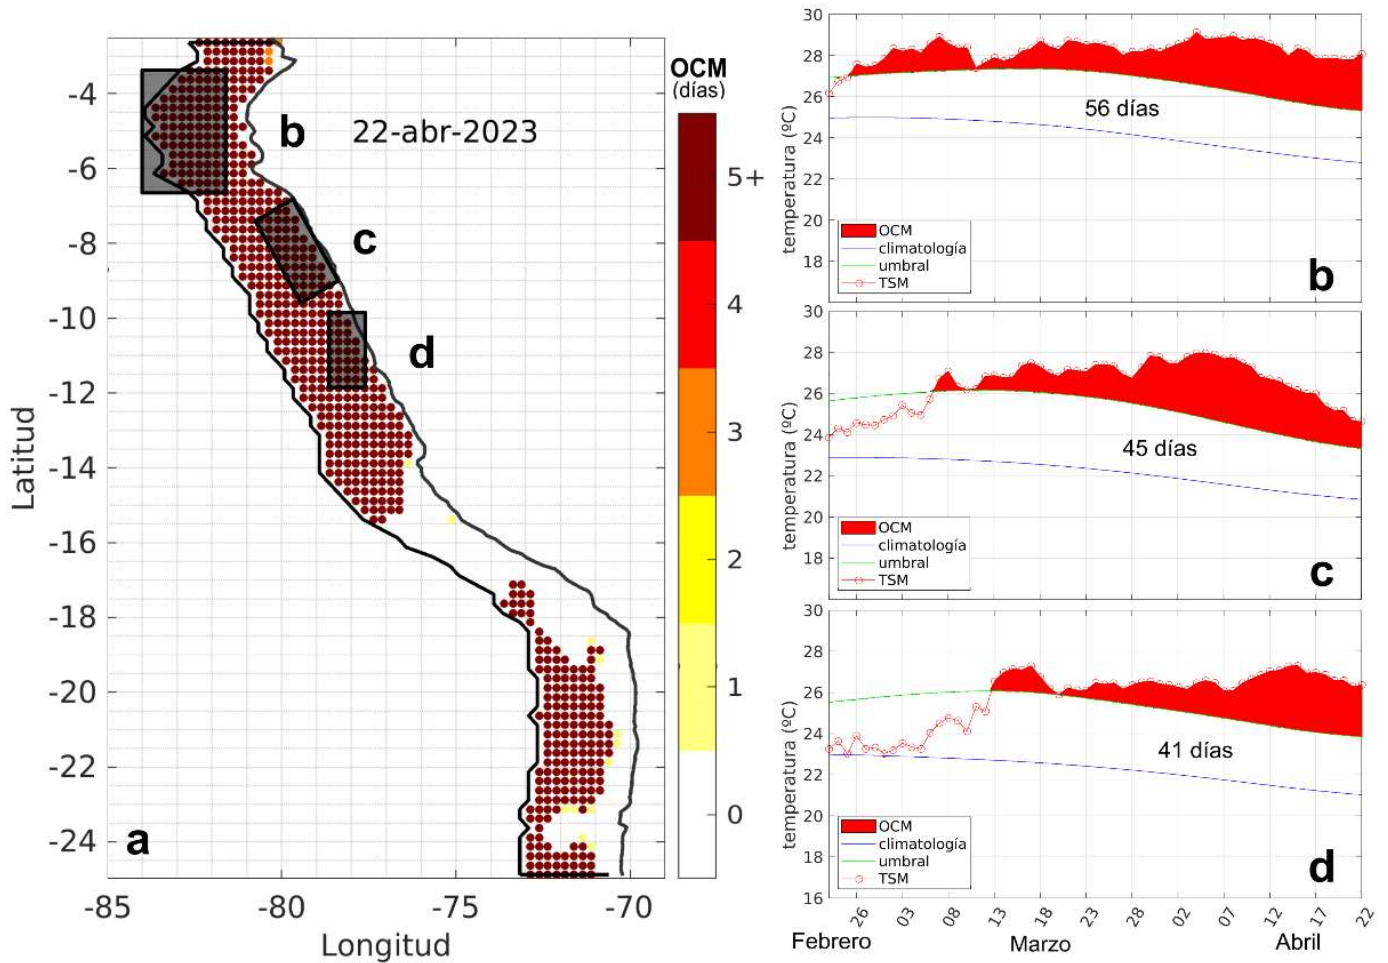 OCM
(días)
22-abr-2023
b
c
d
a
-4
-6
-8
-10
-12
-14
-16
-18
-20
-22
-24
Latitud
-85
-80
-75
-70
Longitud
5+
4
3
2
1
0
temperatura (ºC)
30
28
26
24
22
20
18
56 días
OCM
climatología
umbral
TSM
b
temperatura (ºC)
30
28
26
24
22
20
18
45 días
OCM
climatología
umbral
TSM
c
temperatura (ºC)
30
28
26
24
22
20
18
16
41 días
OCM
climatología
umbral
TSM
d
26
03
08
13
18
23
28
02
07
12
17
22
Febrero
Marzo
Abril